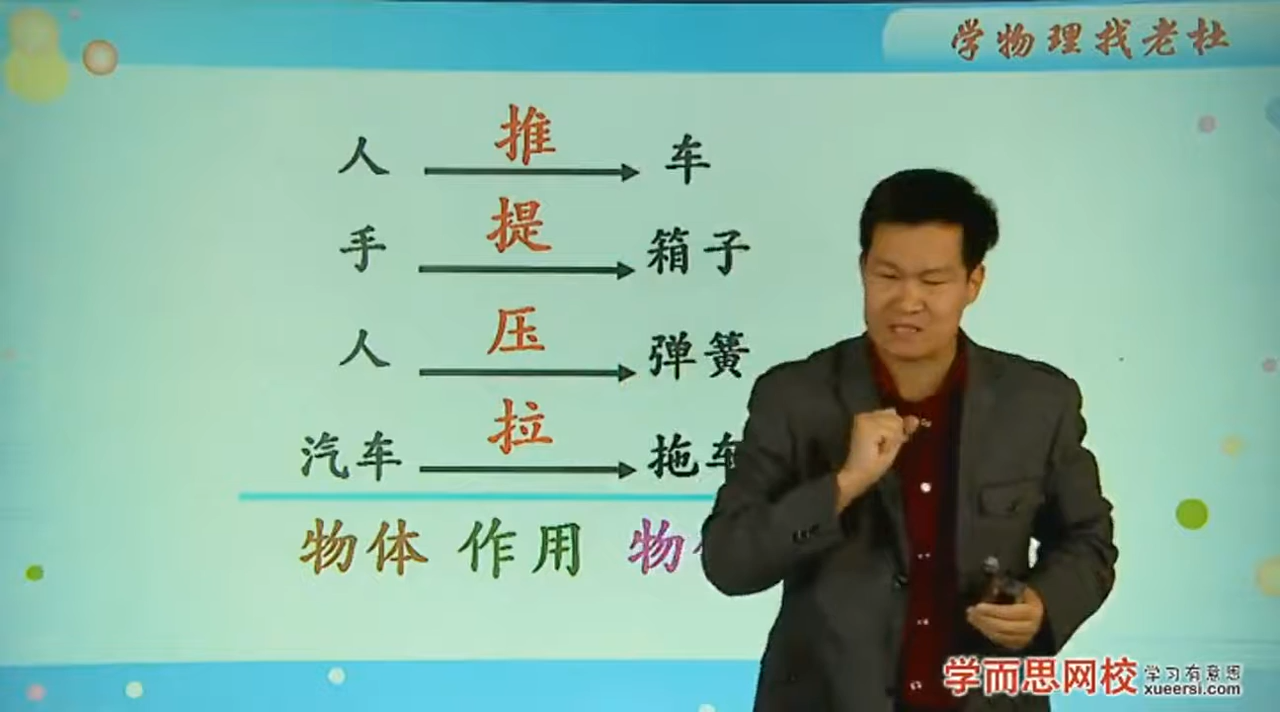 学物理找老杜
人 推 车
手 提 箱子
人 压 弹簧
汽车 拉 拖车
物体 作用 物
学而思网校 学习有意思
xueersi.com